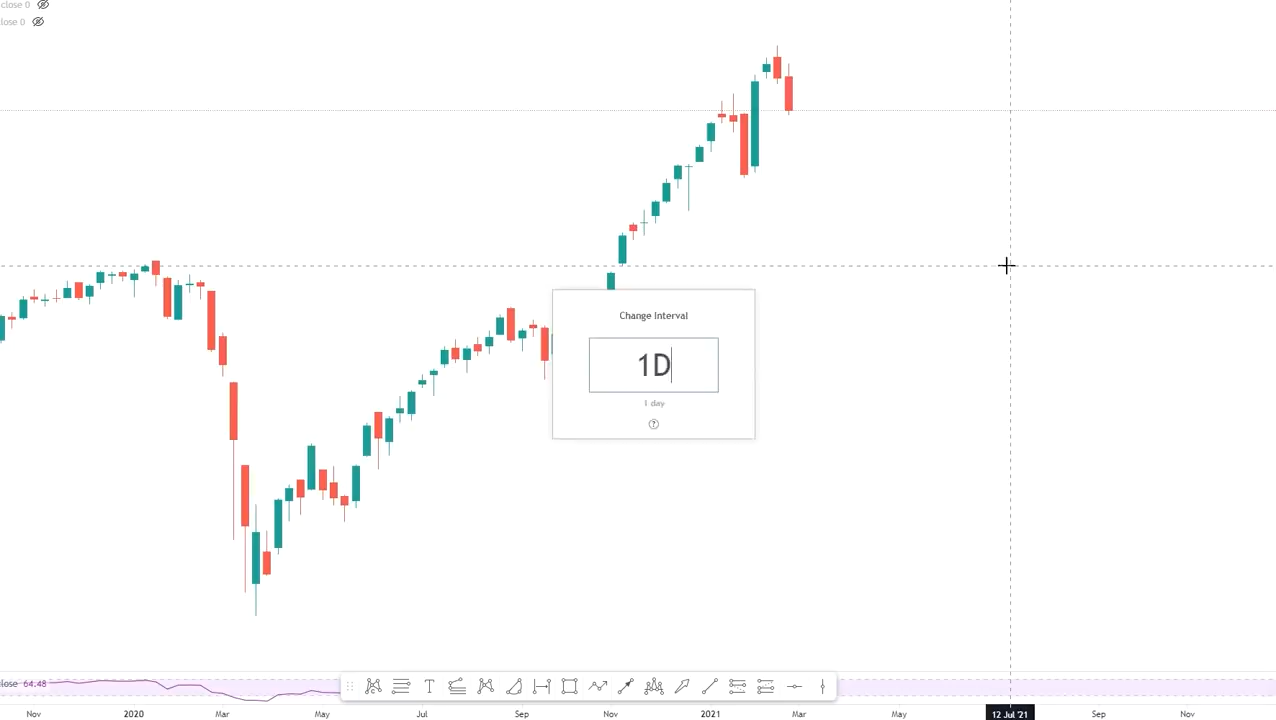 close 0
lose 0
Change Interval
1D
1 day
?
T
lose 64.48
Nov 2020 Mar May Jul Sep Nov 2021 Mar May 12 Jul '21 Sep Nov